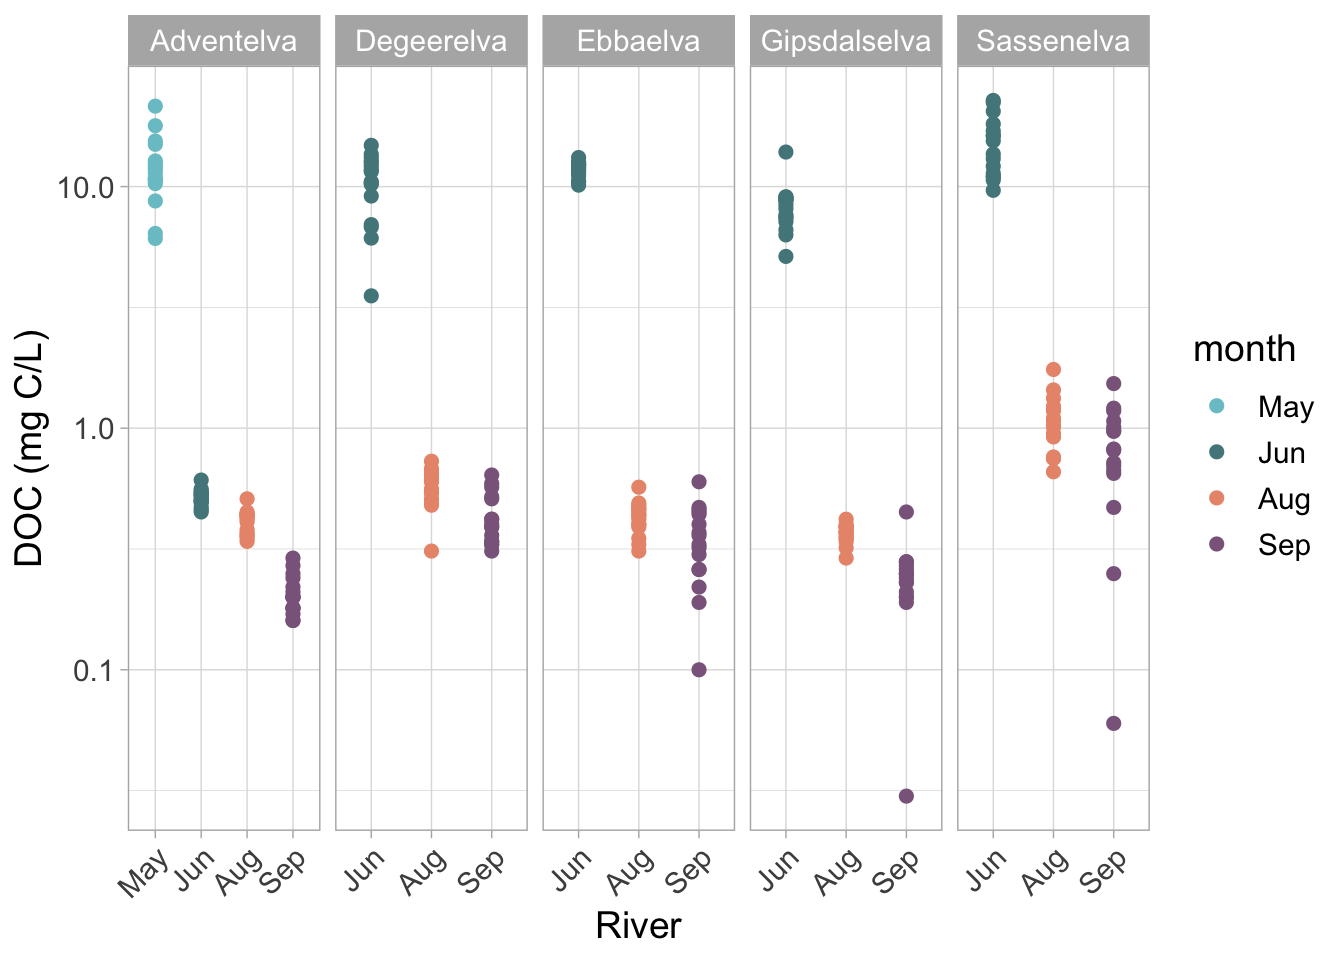 Adventelva Degeerelva Ebbaelva Gipsdalselva Sassenelva
10.0
1.0
0.1
DOC (mg C/L)
May Jun Aug Sep Jun Aug Sep Jun Aug Sep Jun Aug Sep Jun Aug Sep
River
month
May
Jun
Aug
Sep